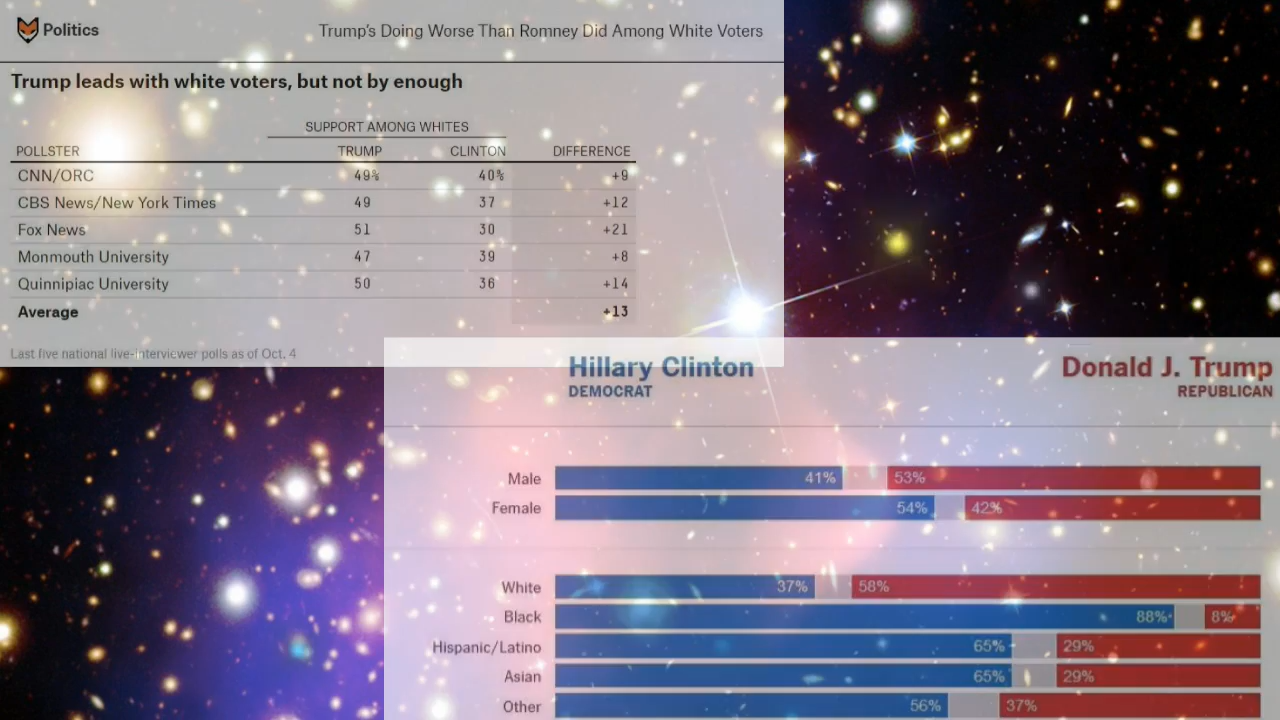 Politics
Trump's Doing Worse Than Romney Did Among White Voters
Trump leads with white voters, but not by enough
SUPPORT AMONG WHITES
POLLSTER TRUMP CLINTON DIFFERENCE
CNN/ORC 49% 40% +9
CBS News/New York Times 49 37 +12
Fox News 51 30 +21
Monmouth University 47 39 +8
Quinnipiac University 50 36 +14
Average +13
Last five national live-interviewer polls as of Oct. 4
Hillary Clinton
DEMOCRAT
Donald J. Trump
REPUBLICAN
Male 41% 53%
Female 54% 42%
White 37% 58%
Black 88% 8%
Hispanic/Latino 65% 29%
Asian 65% 29%
Other 56% 37%